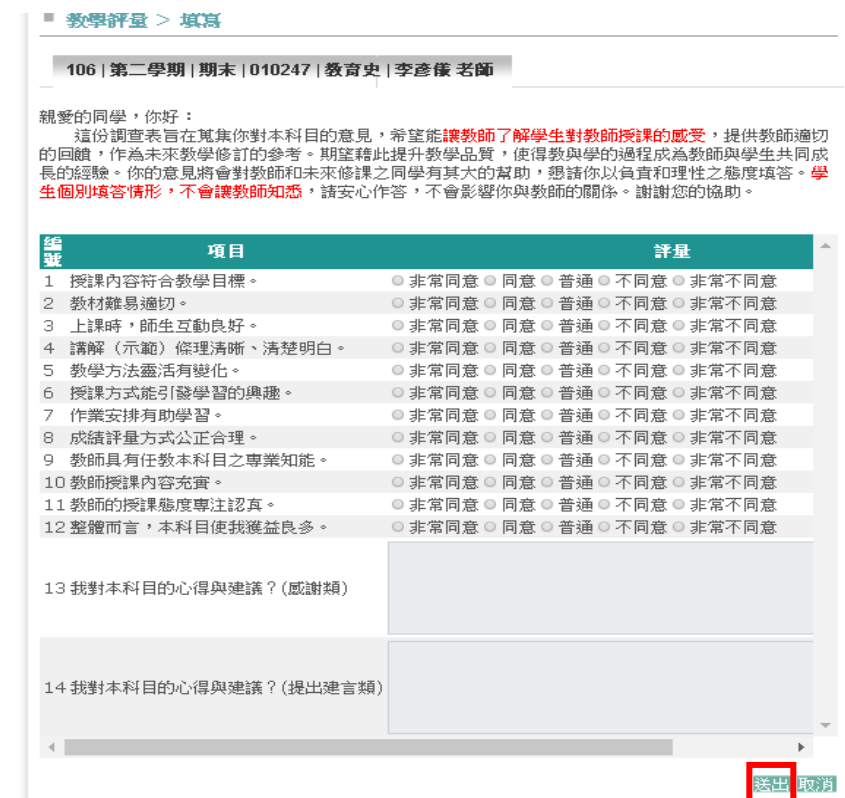 教學評量 > 填寫
106 | 第二學期 | 期末 | 010247 | 教育史 | 李彥儀 老師
親愛的同學，你好：
這份調查表旨在蒐集你對本科目的意見，希望能讓教師了解學生對教師授課的感受，提供教師適切
的回饋，作為未來教學修訂的參考。期望藉此提升教學品質，使得教與學的過程成為教師與學生共同成
長的經驗。你的意見將會對教師和未來修課之同學有莫大的幫助，懇請你以負責和理性之態度填答。學
生個別填答情形，不會讓教師知悉，請安心作答，不會影響你與教師的關係。謝謝您的協助。
編號 項目 評量
1 授課內容符合教學目標。 非常同意 同意 普通 不同意 非常不同意
2 教材難易適切。 非常同意 同意 普通 不同意 非常不同意
3 上課時，師生互動良好。 非常同意 同意 普通 不同意 非常不同意
4 講解（示範）條理清晰、清楚明白。 非常同意 同意 普通 不同意 非常不同意
5 教學方法靈活有變化。 非常同意 同意 普通 不同意 非常不同意
6 授課方式能引發學習的興趣。 非常同意 同意 普通 不同意 非常不同意
7 作業安排有助學習。 非常同意 同意 普通 不同意 非常不同意
8 成績評量方式公正合理。 非常同意 同意 普通 不同意 非常不同意
9 教師具有任教本科目之專業知能。 非常同意 同意 普通 不同意 非常不同意
10 教師授課內容充實。 非常同意 同意 普通 不同意 非常不同意
11 教師的授課態度專注認真。 非常同意 同意 普通 不同意 非常不同意
12 整體而言，本科目使我獲益良多。 非常同意 同意 普通 不同意 非常不同意
13 我對本科目的心得與建議？(感謝類)
14 我對本科目的心得與建議？(提出建言類)
送出 取消